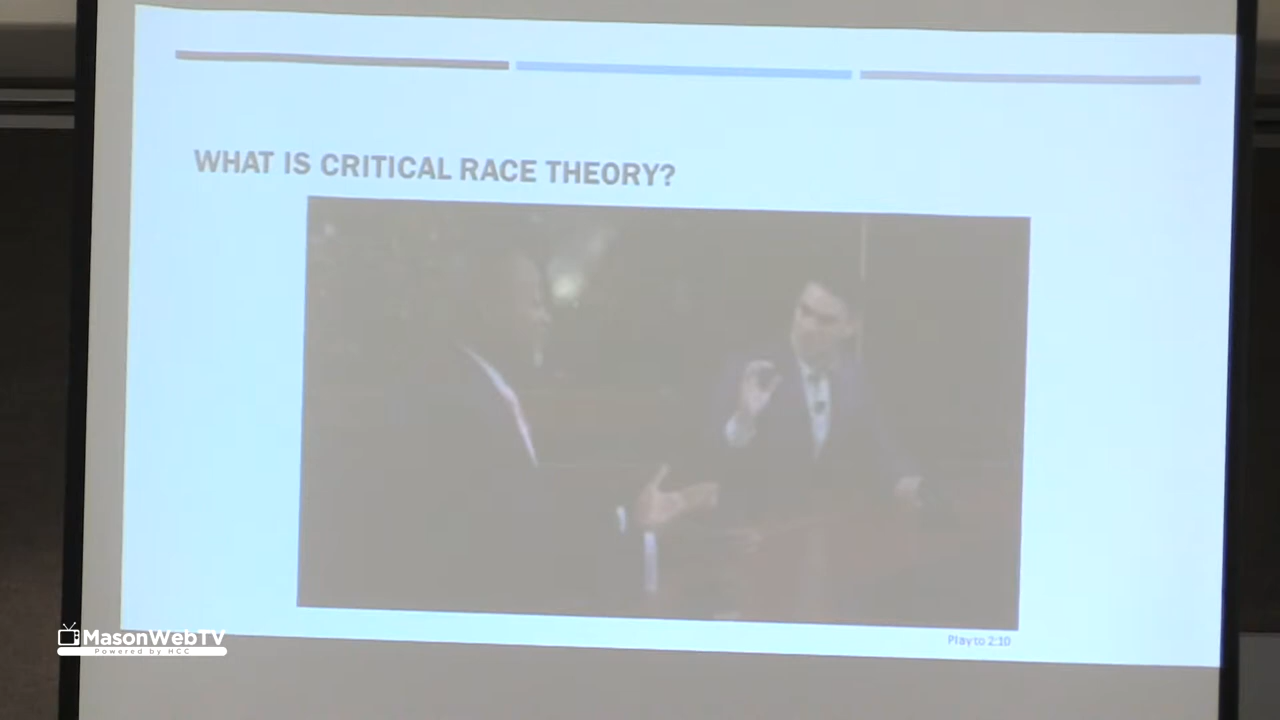 WHAT IS CRITICAL RACE THEORY?
Play to 2:10
MasonWebTV
Powered by HCC